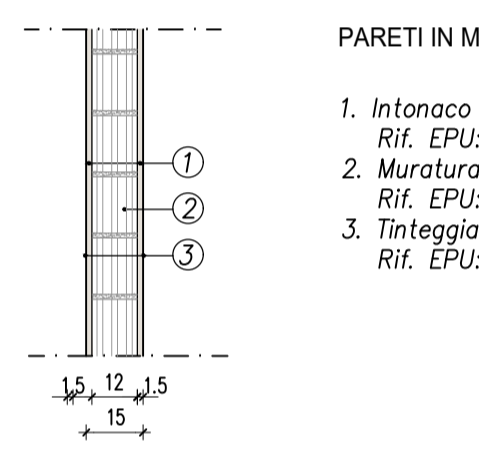 PARETI IN M
1. Intonaco
Rif. EPU:
2. Muratura
Rif. EPU:
3. Tinteggia
Rif. EPU:
1
2
3
1.5 12 1.5
15